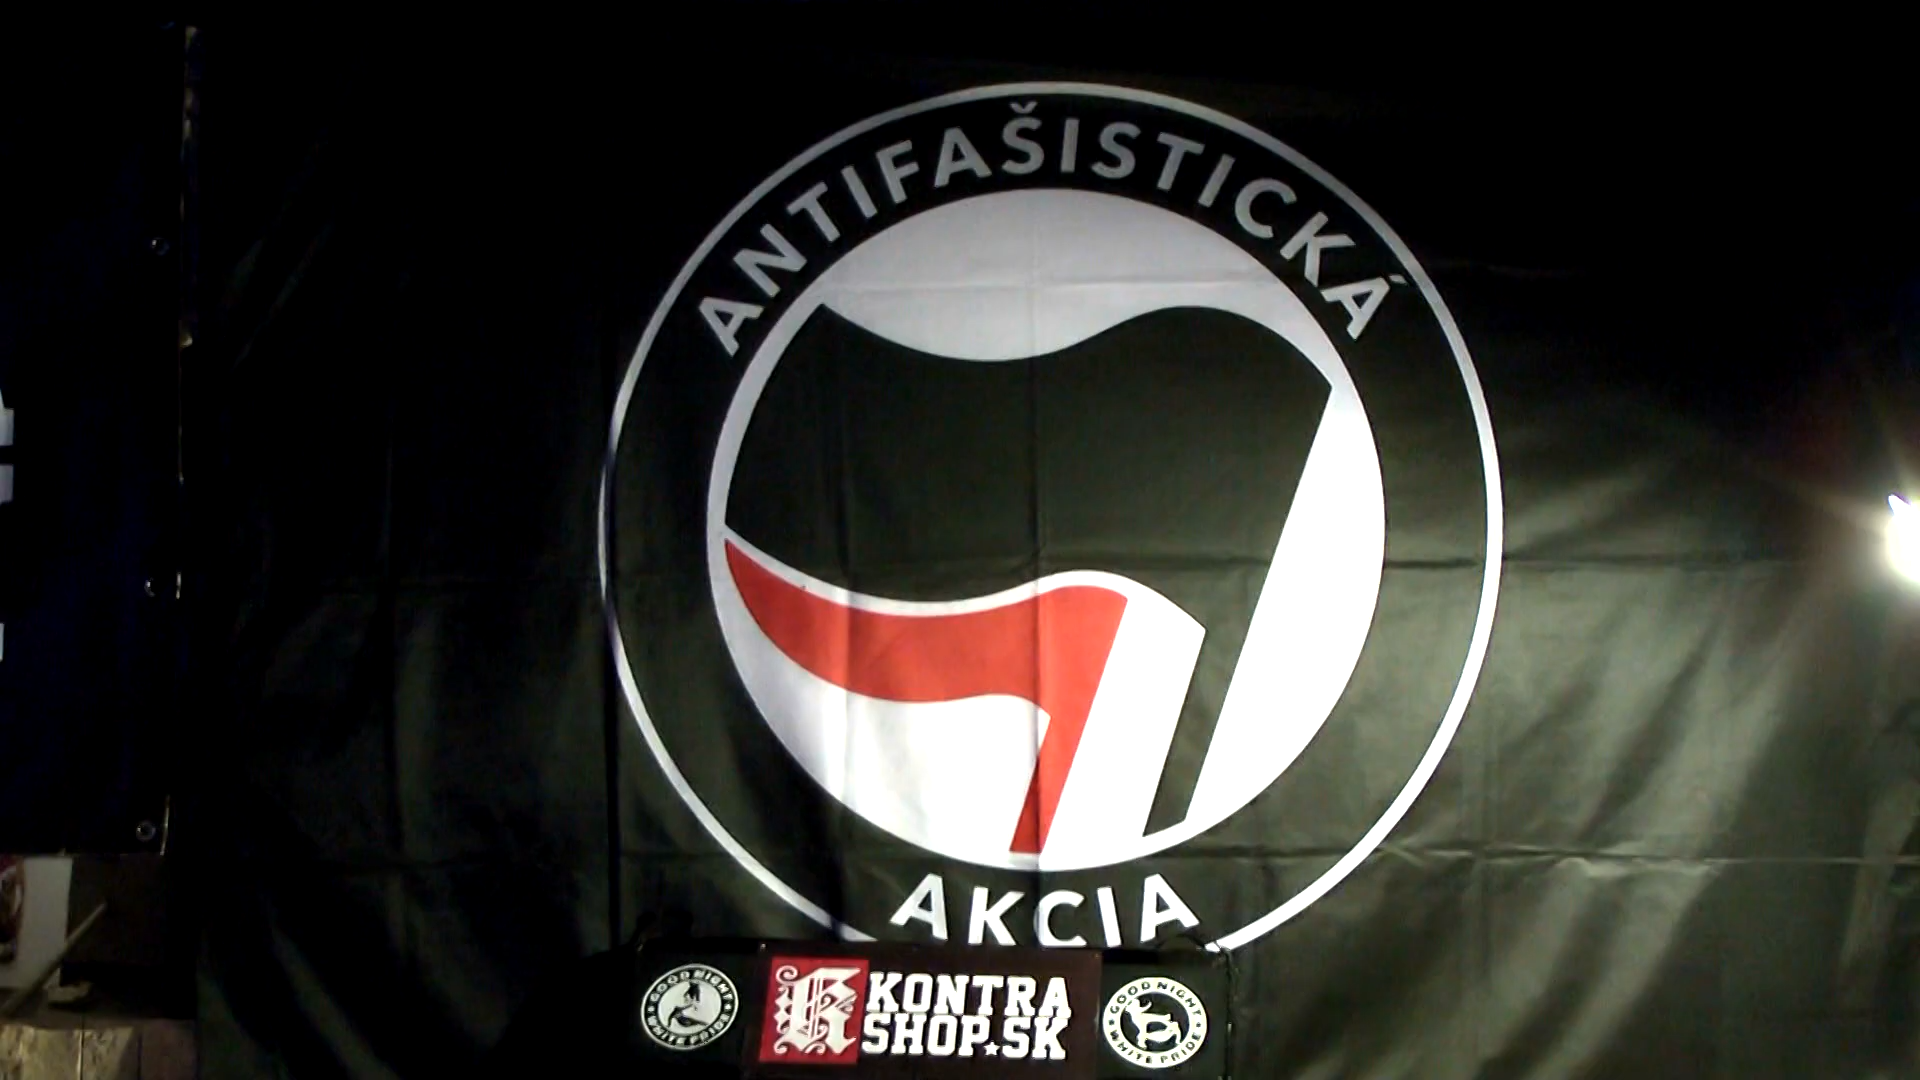 ANTIFAŠISTICKÁ
AKCIA
GOOD NIGHT
WHITE PRIDE
KONTRA
SHOP.SK
GOOD NIGHT
WHITE PRIDE